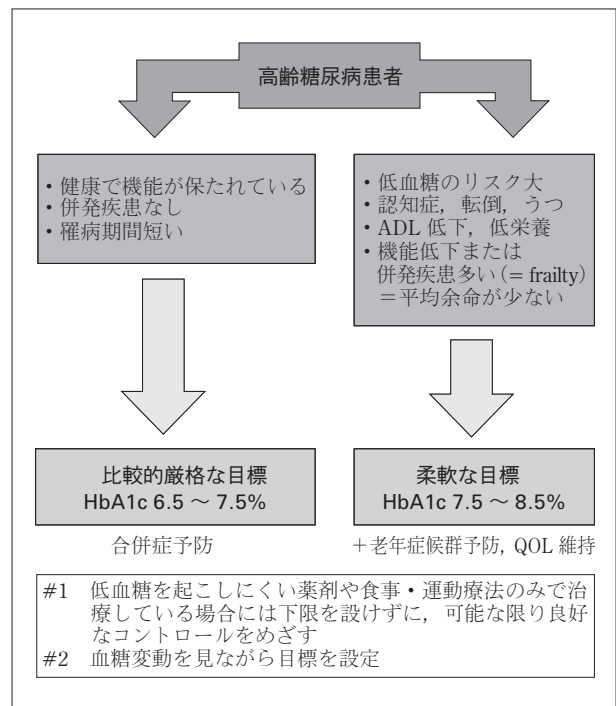 高齢糖尿病患者
・健康で機能が保たれている
・併発疾患なし
・罹病期間短い
・低血糖のリスク大
・認知症，転倒，うつ
・ADL 低下，低栄養
・機能低下または
併発疾患多い（= frailty）
＝平均余命が少ない
比較的厳格な目標
HbA1c 6.5 ～ 7.5%
柔軟な目標
HbA1c 7.5 ～ 8.5%
合併症予防
＋老年症候群予防，QOL 維持
#1 低血糖を起こしにくい薬剤や食事・運動療法のみで治
療している場合には下限を設けずに，可能な限り良好
なコントロールをめざす
#2 血糖変動を見ながら目標を設定